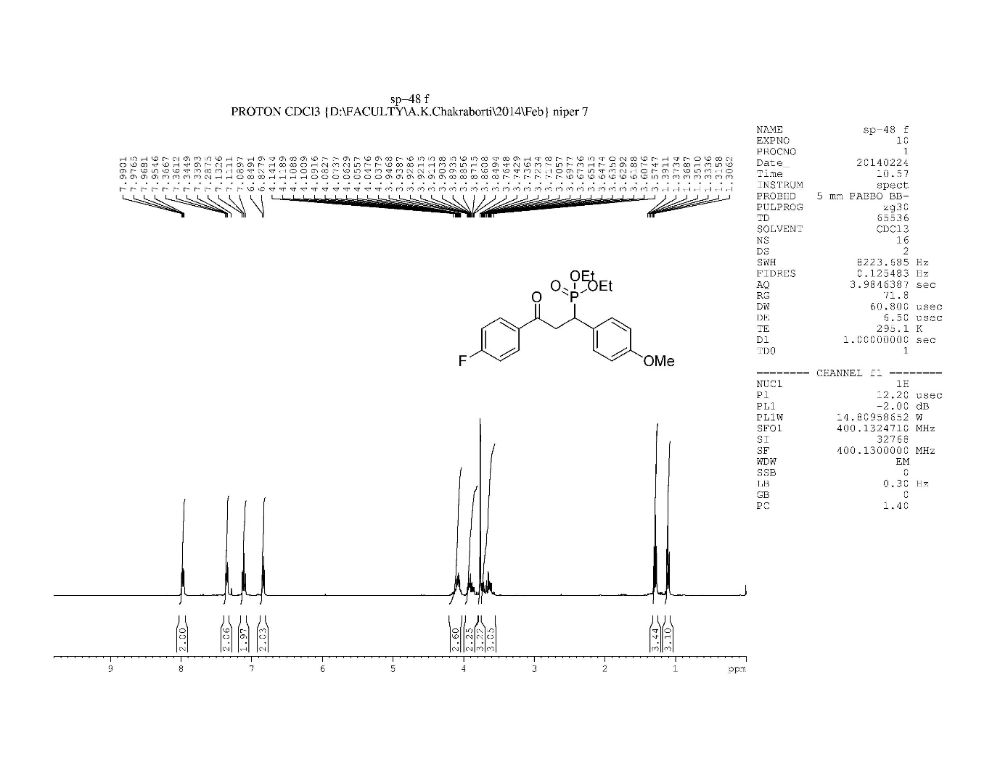 sp-48 f
PROTON CDCl3 {D:\FACULTY\A.K.Chakraborti\2014\Feb} niper 7
7.9901
7.9765
7.9681
7.9546
7.3667
7.3612
7.3449
7.3393
7.2875
7.1326
7.1111
7.0897
6.8491
6.8279
4.1414
4.1189
4.1088
4.1009
4.0916
4.0827
4.0737
4.0629
4.0557
4.0476
4.0379
3.9468
3.9387
3.9286
3.9215
3.9115
3.9038
3.8935
3.8856
3.8715
3.8608
3.8494
3.7648
3.7429
3.7361
3.7234
3.7178
3.7057
3.6977
3.6736
3.6515
3.6474
3.6350
3.6292
3.6188
3.6076
3.5747
1.3911
1.3734
1.3687
1.3510
1.3336
1.3158
1.3062
NAME sp-48 f
EXPNO 10
PROCNO 1
Date_ 20140224
Time 10.57
INSTRUM spect
PROBHD 5 mm PABBO BB-
PULPROG zg30
TD 65536
SOLVENT CDCl3
NS 16
DS 2
SWH 8223.685 Hz
FIDRES 0.125483 Hz
AQ 3.9846387 sec
RG 71.8
DW 60.800 usec
DE 6.50 usec
TE 295.1 K
D1 1.00000000 sec
TD0 1
======== CHANNEL f1 ========
NUC1 1H
P1 12.20 usec
PL1 -2.00 dB
PL1W 14.80958652 W
SFO1 400.1324710 MHz
SI 32768
SF 400.1300000 MHz
WDW EM
SSB 0
LB 0.30 Hz
GB 0
PC 1.40
OEt
O P OEt
O
F
OMe
2.00
2.06
1.97
2.03
2.60
2.25
3.22
3.05
3.44
3.10
9 8 7 6 5 4 3 2 1 ppm